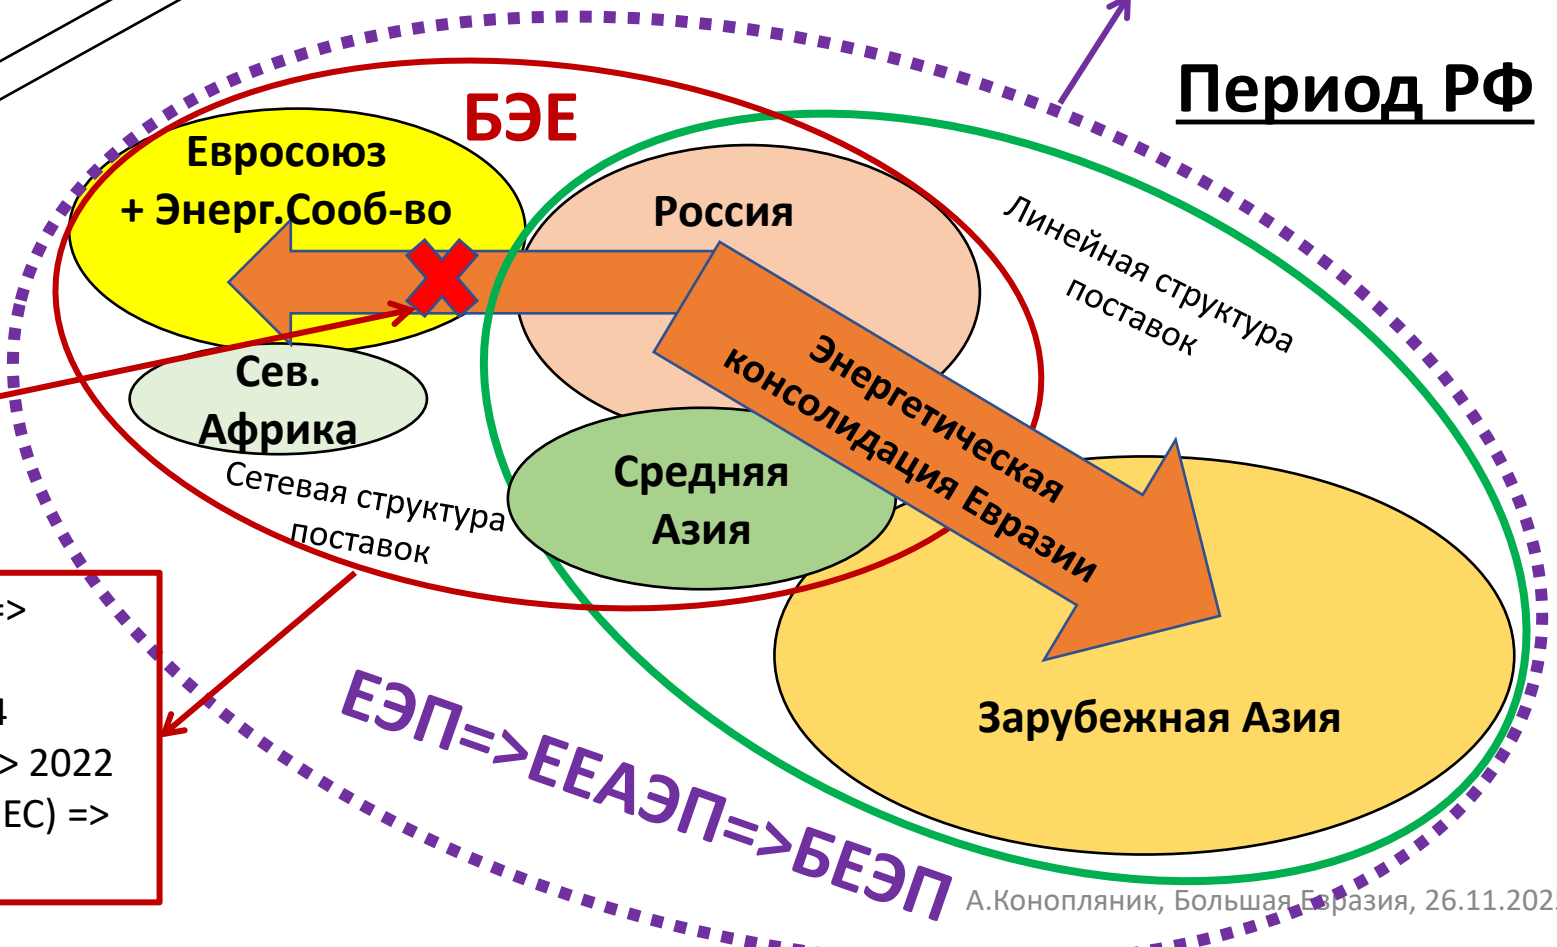 Период РФ
БЭЕ
Евросоюз
+ Энерг.Сооб-во
Россия
Линейная структура
поставок
Энергетическая
консолидация Евразии
Сев.
Африка
Сетевая структура
поставок
Средняя
Азия
Зарубежная Азия
=>
4
> 2022
ЕС) =>
ЕЭП=>ЕЕАЭП=>БЕЭП
А.Конопляник, Большая Евразия, 26.11.2025